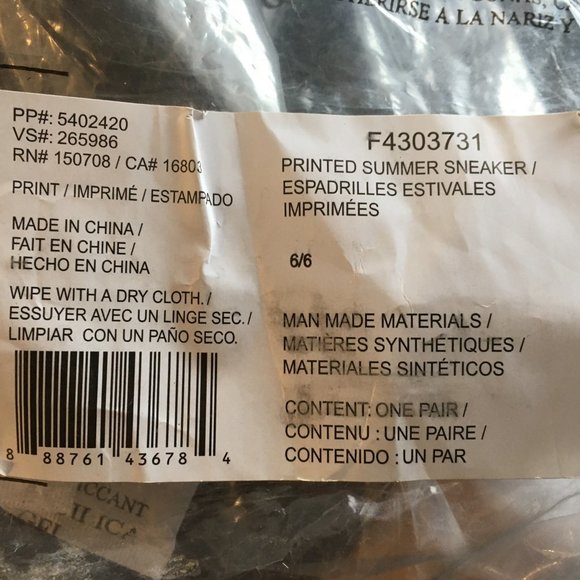 HERIRSE A LA NARIZ Y
PP#: 5402420
VS#: 265986
RN# 150708 / CA# 16803
PRINT / IMPRIMÉ / ESTAMPADO
MADE IN CHINA /
FAIT EN CHINE /
HECHO EN CHINA
WIPE WITH A DRY CLOTH. /
ESSUYER AVEC UN LINGE SEC. /
LIMPIAR CON UN PAÑO SECO.
8 88761 43678 4
F4303731
PRINTED SUMMER SNEAKER /
ESPADRILLES ESTIVALES
IMPRIMÉES
6/6
MAN MADE MATERIALS /
MATIÈRES SYNTHÉTIQUES /
MATERIALES SINTÉTICOS
CONTENT: ONE PAIR /
CONTENU : UNE PAIRE /
CONTENIDO : UN PAR
ICCANT
GEL